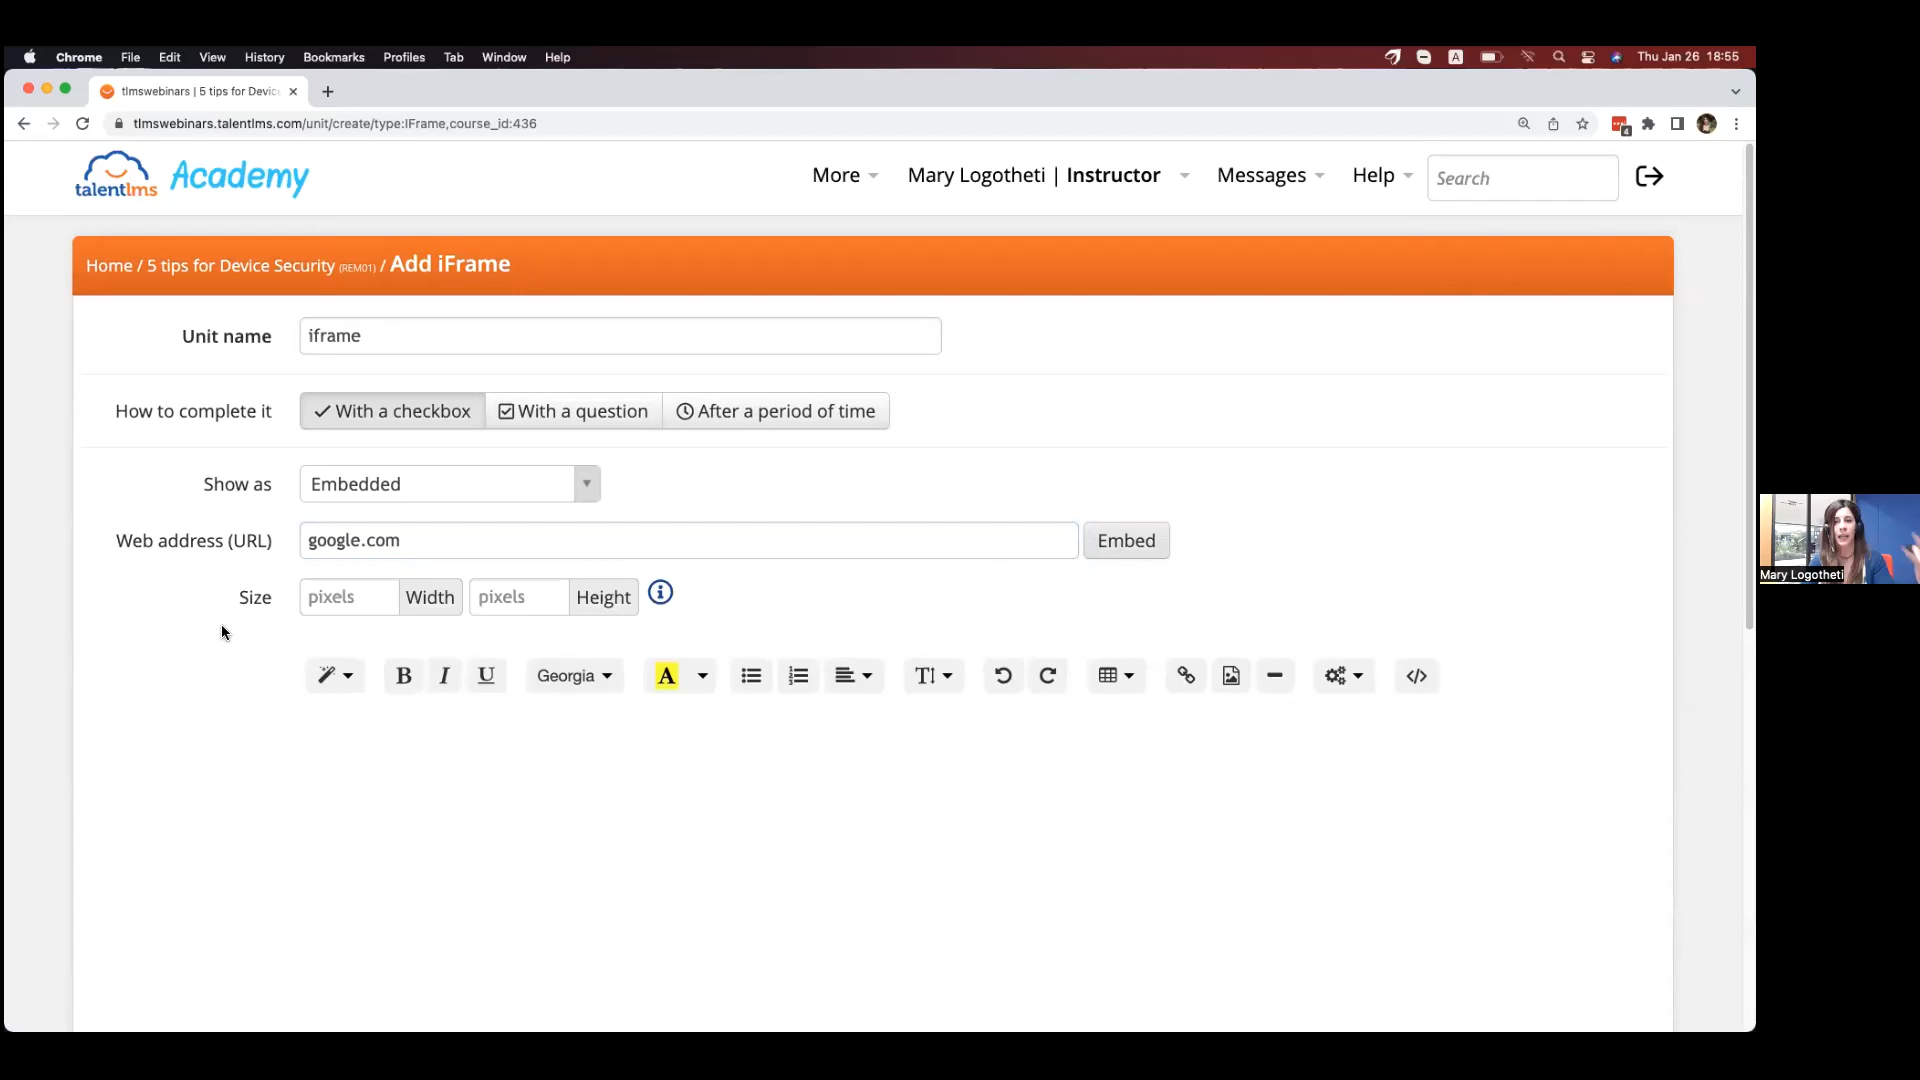 Chrome File Edit View History Bookmarks Profiles Tab Window Help
A
Thu Jan 26 18:55
tlmswebinars | 5 tips for Devic
tlmswebinars.talentlms.com/unit/create/type:IFrame,course_id:436
4
talentlms Academy
More
Mary Logotheti | Instructor
Messages
Help
Search
Home / 5 tips for Device Security (REM01) / Add iFrame
Unit name
iframe
How to complete it
With a checkbox
With a question
After a period of time
Show as
Embedded
Web address (URL)
google.com
Embed
Size
pixels Width
pixels Height
B I U
Georgia
A
T
Mary Logotheti